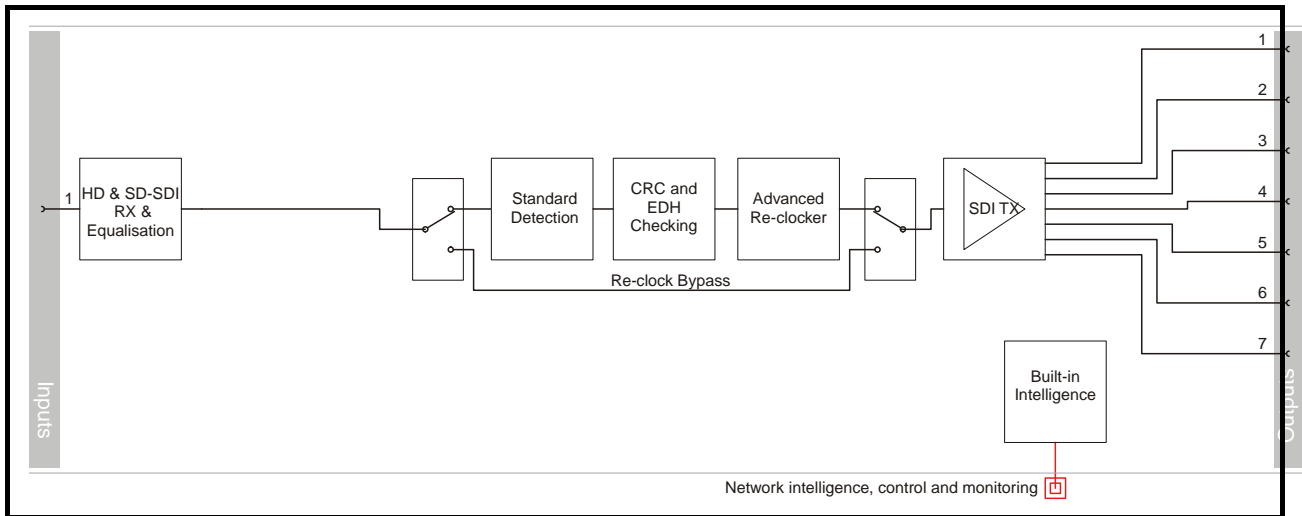 Inputs
1
HD & SD-SDI
RX &
Equalisation
Standard
Detection
CRC and
EDH
Checking
Advanced
Re-clocker
Re-clock Bypass
SDI TX
1
2
3
4
5
6
7
Outputs
Built-in
Intelligence
Network intelligence, control and monitoring